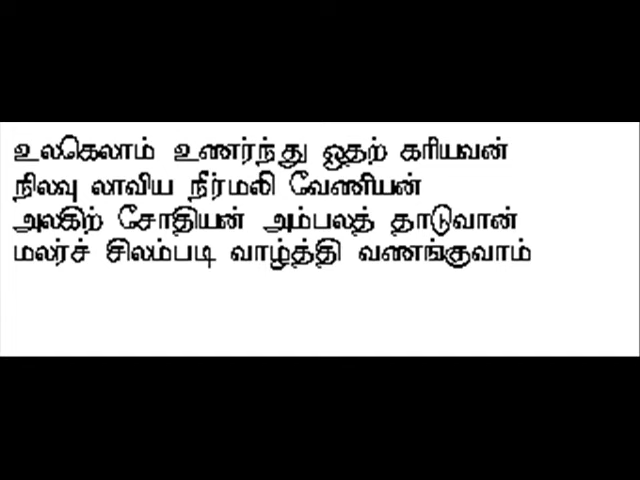 உலகெலாம் உணர்ந்து ஓதற் கரியவன்
நிலவு லாவிய நீர்மலி வேணியன்
அலகிற் சோதியன் அம்பலத் தாடுவான்
மலர்ச் சிலம்படி வாழ்த்தி வணங்குவாம்